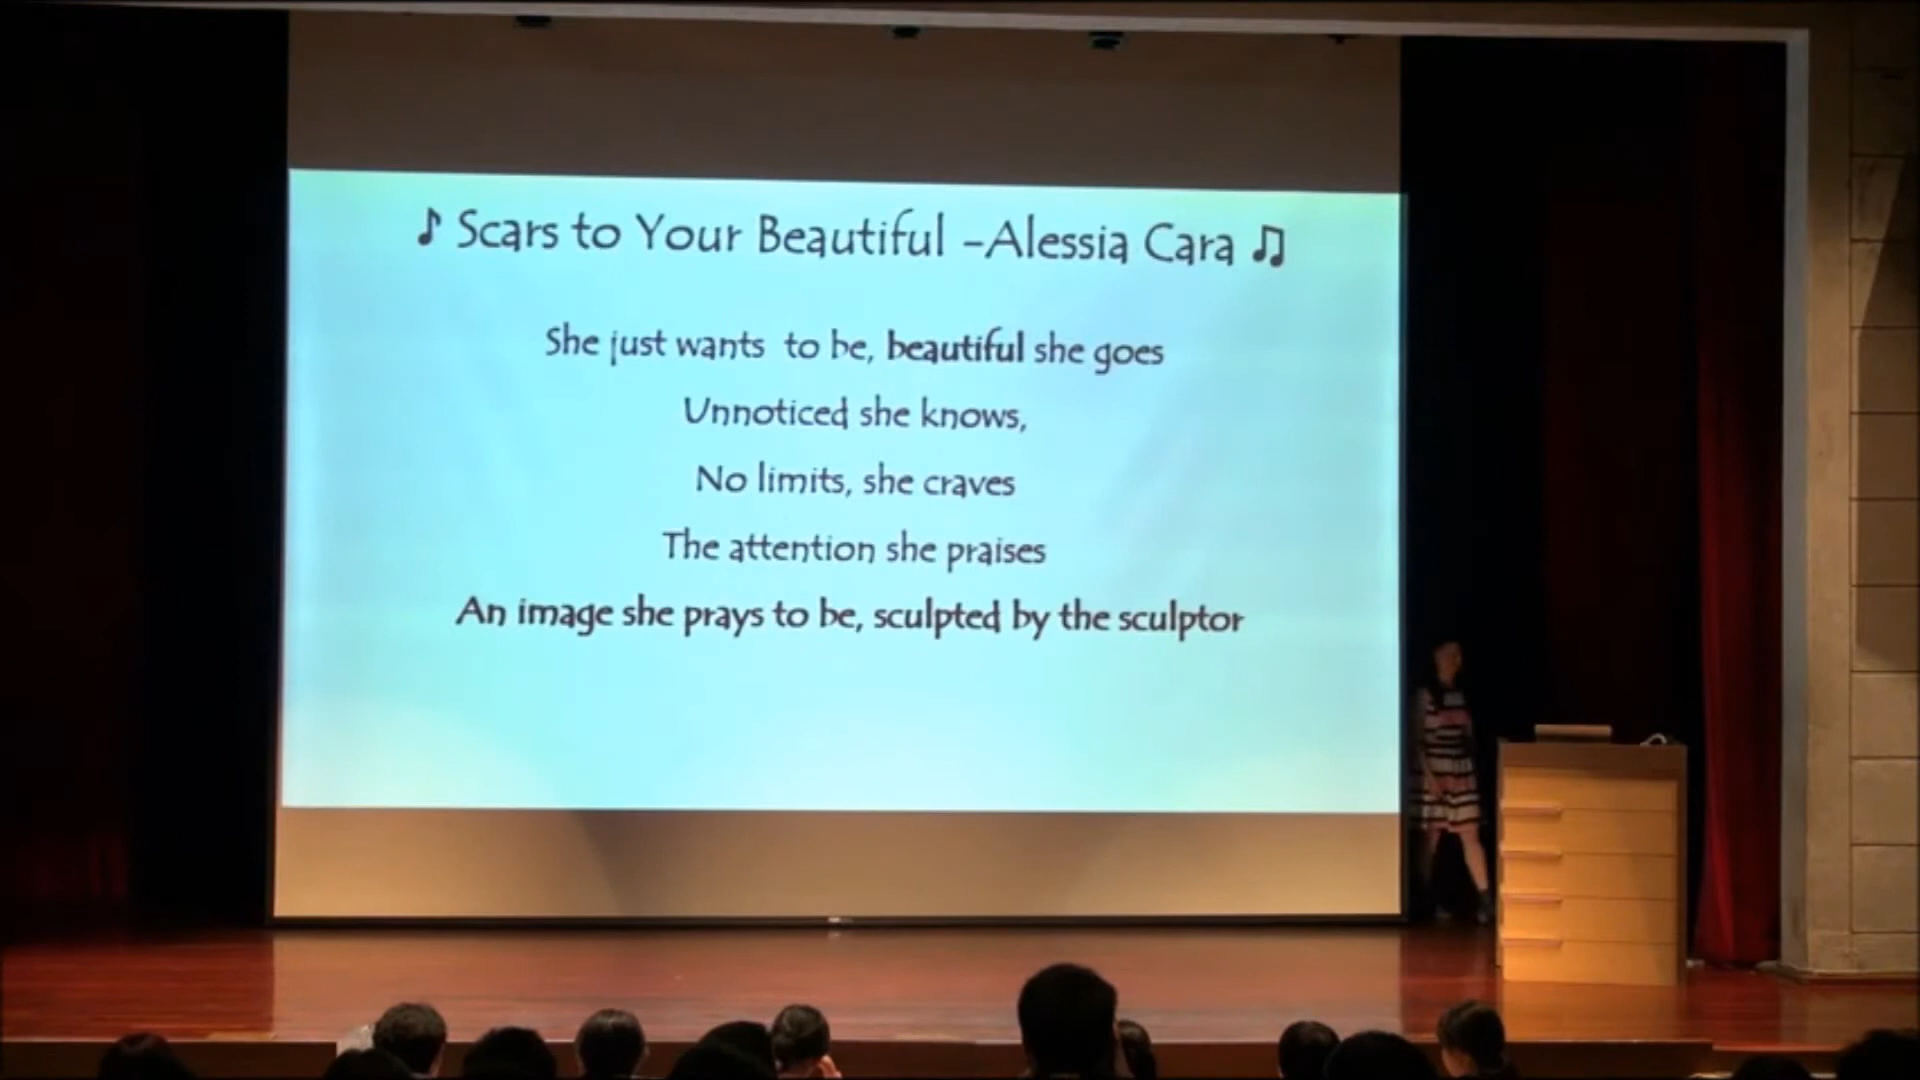 ♪ Scars to Your Beautiful -Alessia Cara ♫
She just wants to be, beautiful she goes
Unnoticed she knows,
No limits, she craves
The attention she praises
An image she prays to be, sculpted by the sculptor